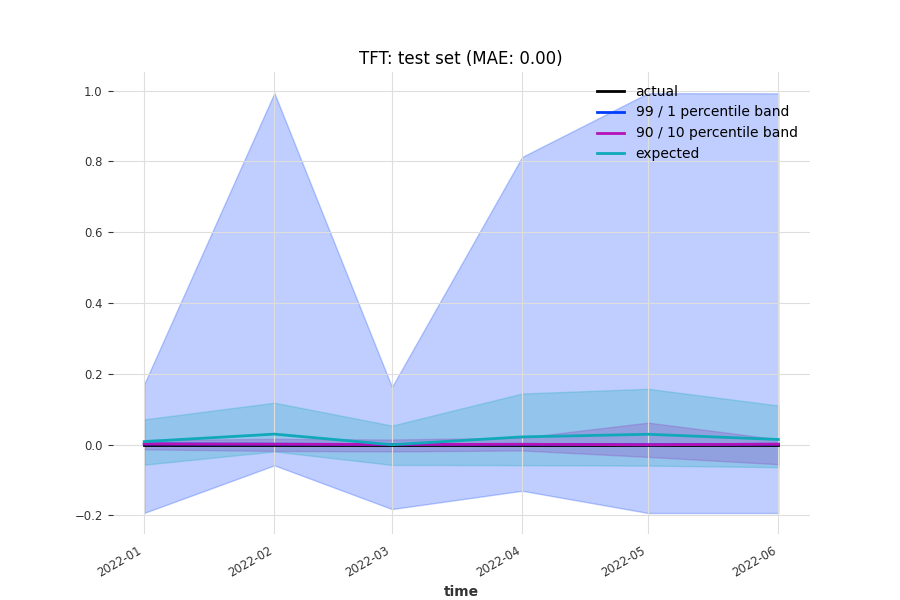 TFT: test set (MAE: 0.00)
actual
99 / 1 percentile band
90 / 10 percentile band
expected
1.0
0.8
0.6
0.4
0.2
0.0
−0.2
2022-01
2022-02
2022-03
2022-04
2022-05
2022-06
time